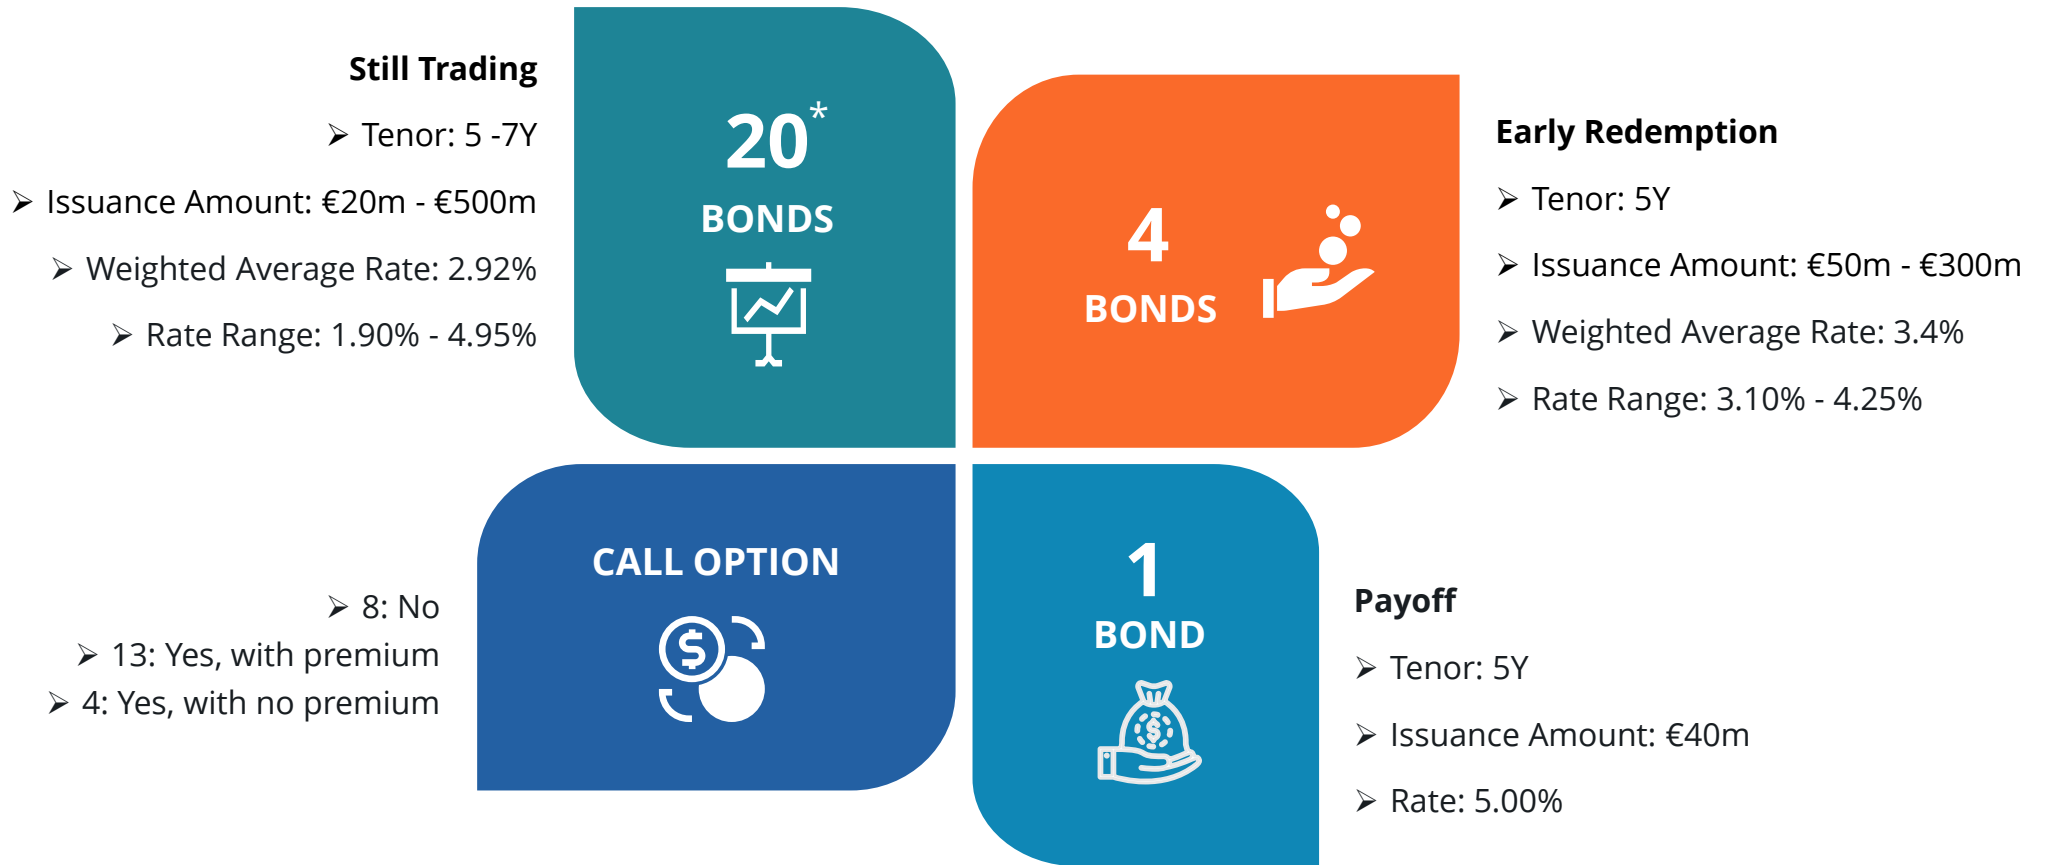 Still Trading
➢ Tenor: 5 -7Y
➢ Issuance Amount: €20m - €500m
➢ Weighted Average Rate: 2.92%
➢ Rate Range: 1.90% - 4.95%
20*
BONDS
4
BONDS
Early Redemption
➢ Tenor: 5Y
➢ Issuance Amount: €50m - €300m
➢ Weighted Average Rate: 3.4%
➢ Rate Range: 3.10% - 4.25%
➢ 8: No
➢ 13: Yes, with premium
➢ 4: Yes, with no premium
CALL OPTION
$
1
BOND
$
Payoff
➢ Tenor: 5Y
➢ Issuance Amount: €40m
➢ Rate: 5.00%